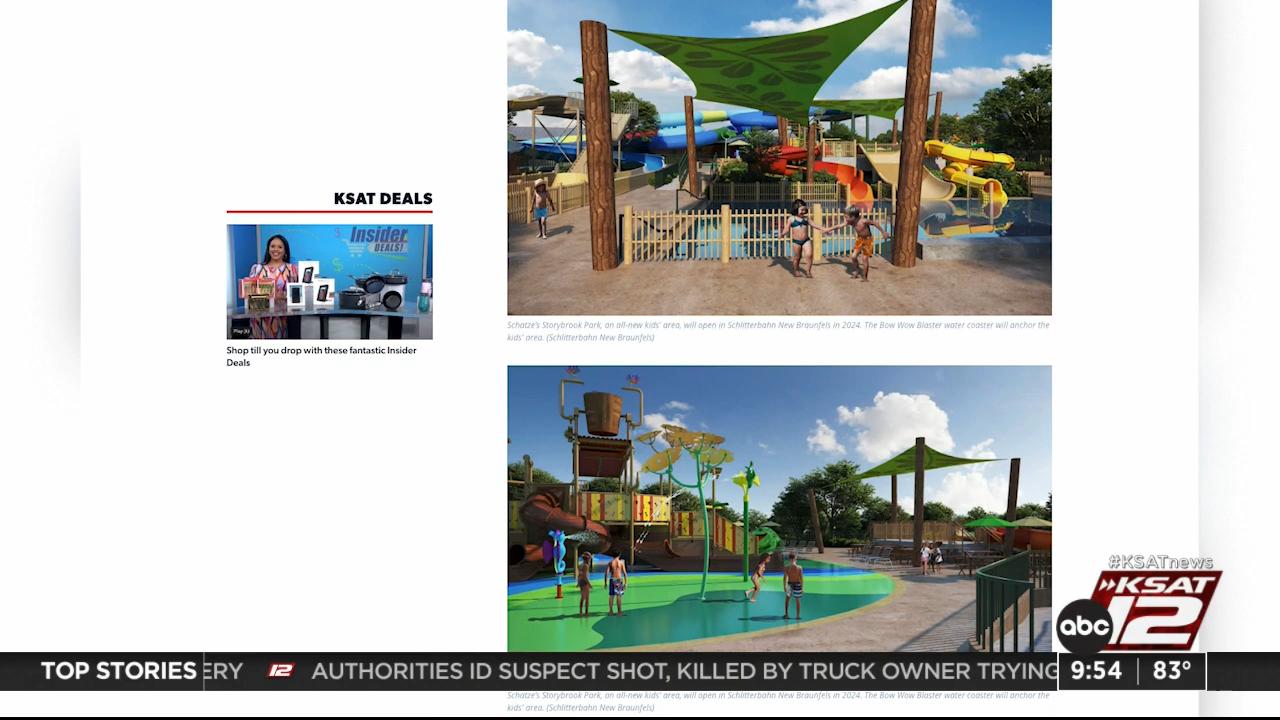 KSAT DEALS
Insider
DEALS!
Shop till you drop with these fantastic Insider
Deals
Schatze's Storybrook Park, an all-new kids' area, will open in Schlitterbahn New Braunfels in 2024. The Bow Wow Blaster water coaster will anchor the
kids' area. (Schlitterbahn New Braunfels)
#KSATnews
KSAT
12
abc
TOP STORIES
ERY 12 AUTHORITIES ID SUSPECT SHOT, KILLED BY TRUCK OWNER TRYING
9:54 83°
Schatze's Storybrook Park, an all-new kids' area, will open in Schlitterbahn New Braunfels in 2024. The Bow Wow Blaster water coaster will anchor the
kids' area. (Schlitterbahn New Braunfels)